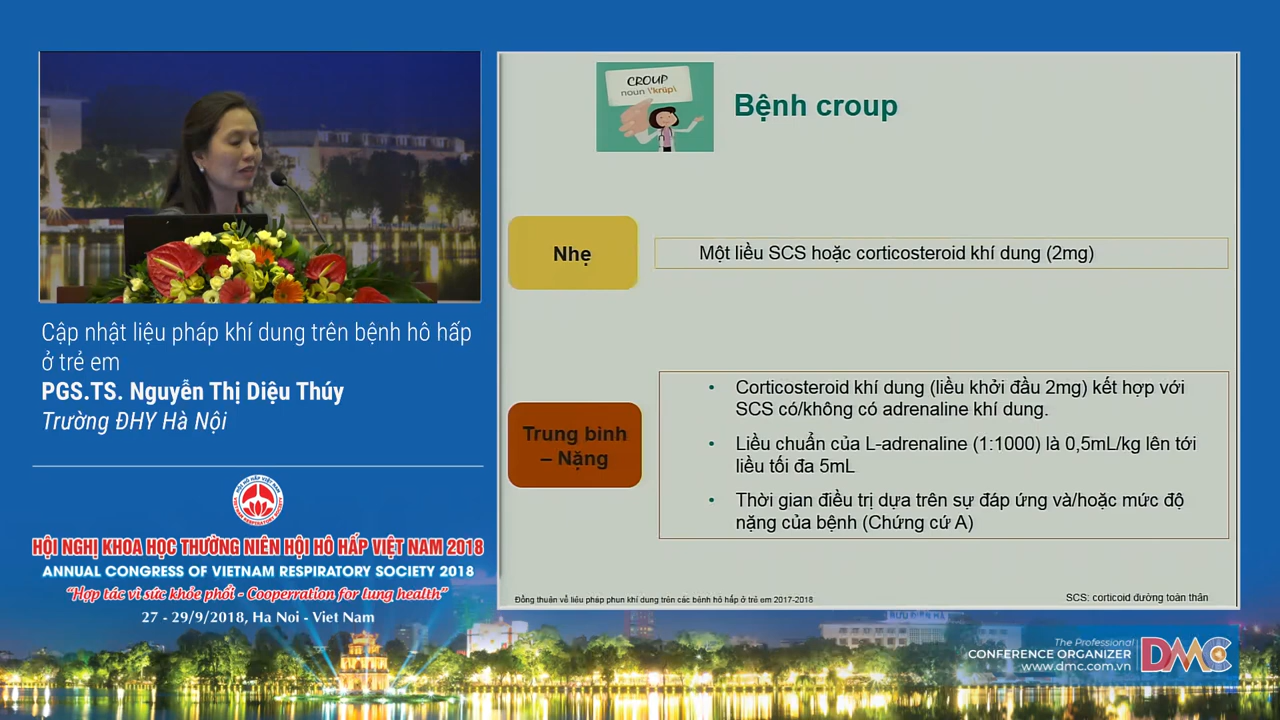 CROUP
noun \'krüp\
Bệnh croup
Nhẹ
Một liều SCS hoặc corticosteroid khí dung (2mg)
Trung bình
– Nặng
• Corticosteroid khí dung (liều khởi đầu 2mg) kết hợp với
SCS có/không có adrenaline khí dung.
• Liều chuẩn của L-adrenaline (1:1000) là 0,5mL/kg lên tới
liều tối đa 5mL
• Thời gian điều trị dựa trên sự đáp ứng và/hoặc mức độ
nặng của bệnh (Chứng cứ A)
Đồng thuận về liệu pháp phun khí dung trên các bệnh hô hấp ở trẻ em 2017-2018
SCS: corticoid đường toàn thân
Cập nhật liệu pháp khí dung trên bệnh hô hấp
ở trẻ em
PGS.TS. Nguyễn Thị Diệu Thúy
Trường ĐHY Hà Nội
HỘI HÔ HẤP VIỆT NAM
VIETNAM RESPIRATORY SOCIETY
HỘI NGHỊ KHOA HỌC THƯỜNG NIÊN HỘI HÔ HẤP VIỆT NAM 2018
ANNUAL CONGRESS OF VIETNAM RESPIRATORY SOCIETY 2018
"Hợp tác vì sức khỏe phổi - Cooperration for lung health"
27 - 29/9/2018, Ha Noi - Viet Nam
The Professional
CONFERENCE ORGANIZER
www.dmc.com.vn
DMC